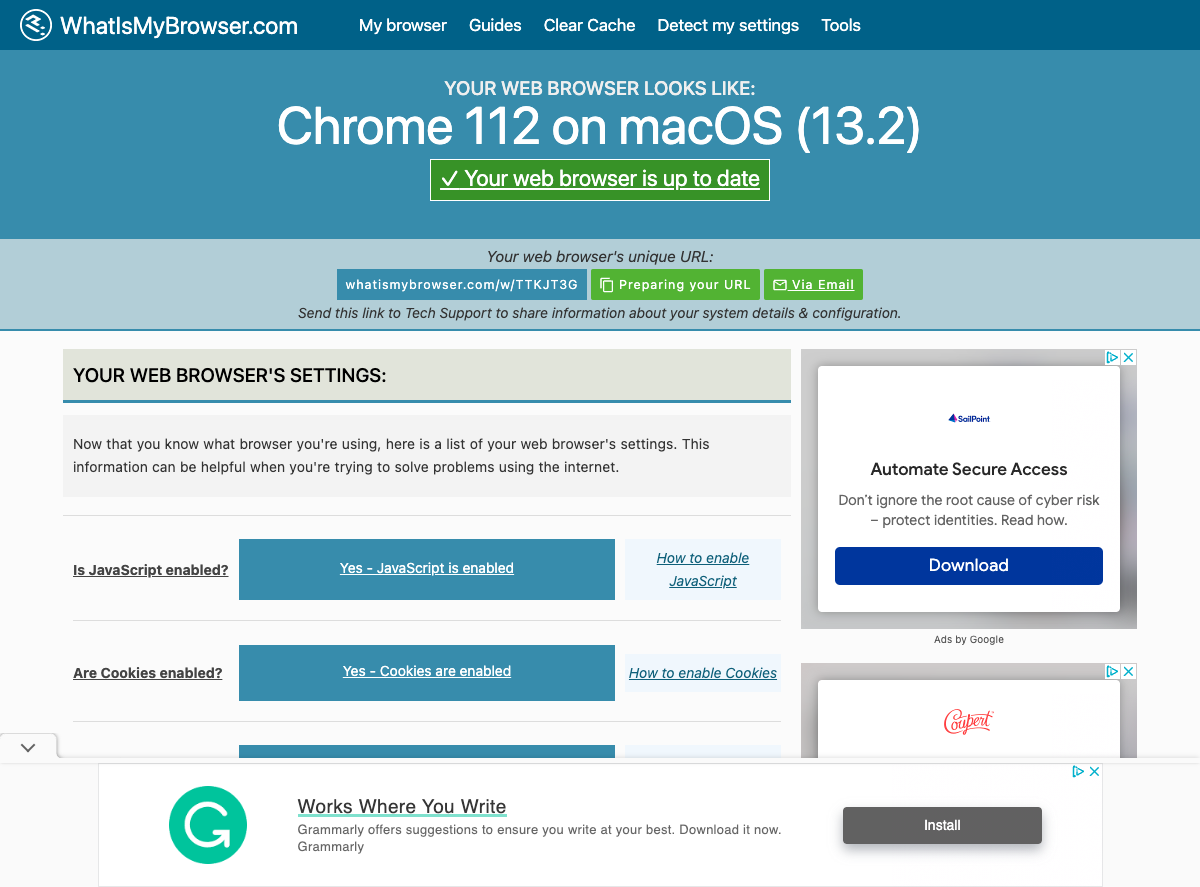 WhatIsMyBrowser.com
My browser Guides Clear Cache Detect my settings Tools
YOUR WEB BROWSER LOOKS LIKE:
Chrome 112 on macOS (13.2)
✓ Your web browser is up to date
Your web browser's unique URL:
whatismybrowser.com/w/TTKJT3G Preparing your URL Via Email
Send this link to Tech Support to share information about your system details & configuration.
YOUR WEB BROWSER'S SETTINGS:
Now that you know what browser you're using, here is a list of your web browser's settings. This
information can be helpful when you're trying to solve problems using the internet.
Is JavaScript enabled?
Yes - JavaScript is enabled
How to enable
JavaScript
Are Cookies enabled?
Yes - Cookies are enabled
How to enable Cookies
SailPoint
Automate Secure Access
Don't ignore the root cause of cyber risk
– protect identities. Read how.
Download
Ads by Google
Coupert
Works Where You Write
Grammarly offers suggestions to ensure you write at your best. Download it now.
Grammarly
Install